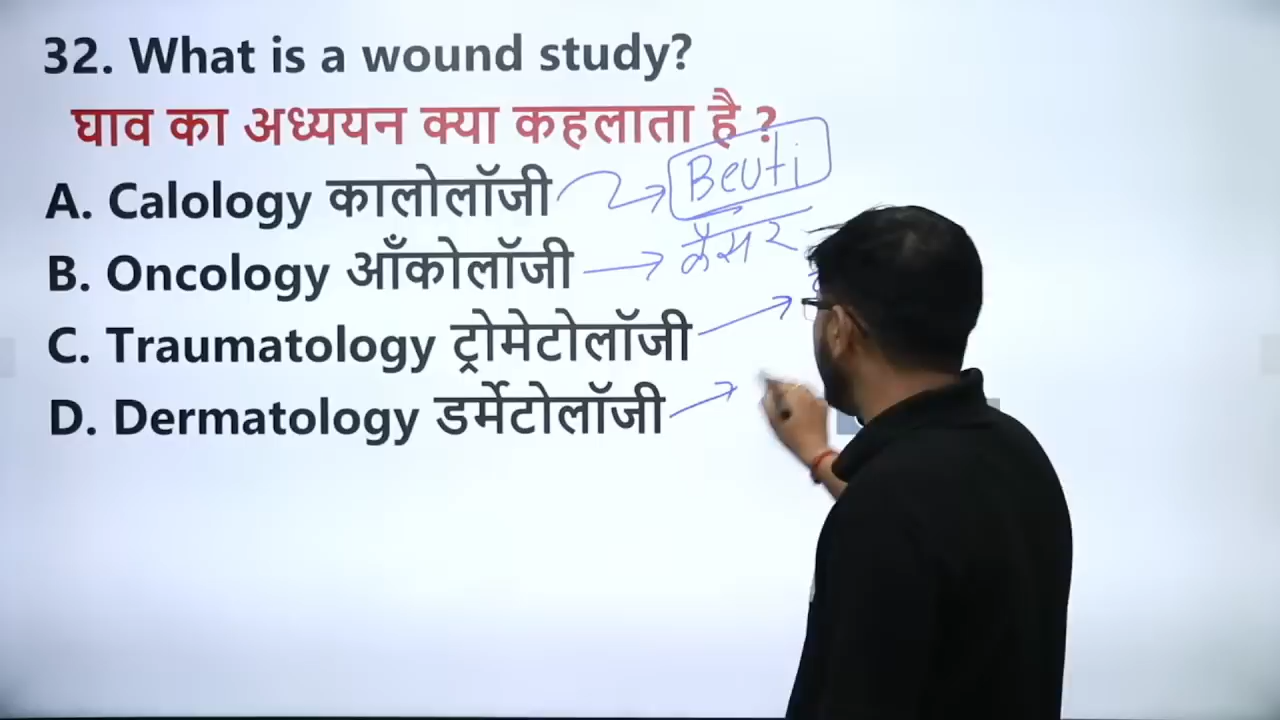 32. What is a wound study?
घाव का अध्ययन क्या कहलाता है ?
A. Calology कालोलॉजी
Beuti
B. Oncology ऑंकोलॉजी
कैंसर
C. Traumatology ट्रोमेटोलॉजी
D. Dermatology डर्मेटोलॉजी